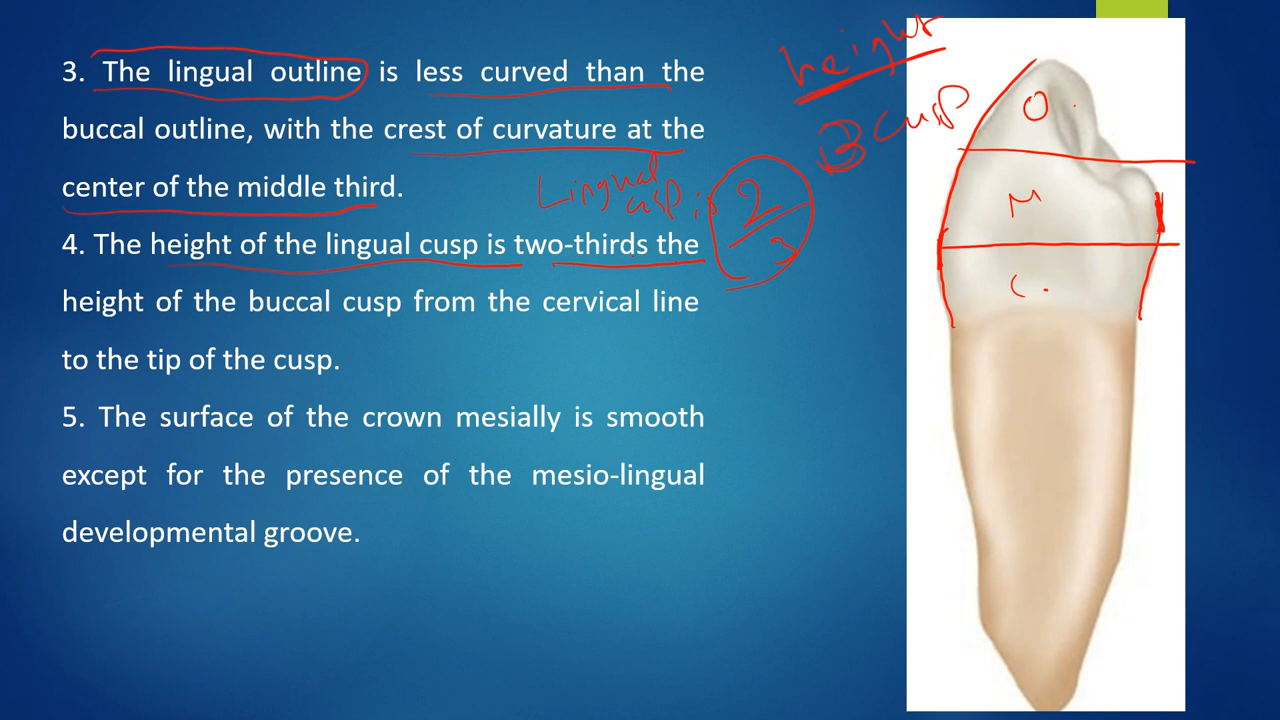 3. The lingual outline is less curved than the
buccal outline, with the crest of curvature at the
center of the middle third.
4. The height of the lingual cusp is two-thirds the
height of the buccal cusp from the cervical line
to the tip of the cusp.
5. The surface of the crown mesially is smooth
except for the presence of the mesio-lingual
developmental groove.
height
B cusp
Lingual
cusp is
2
3
O
M
C